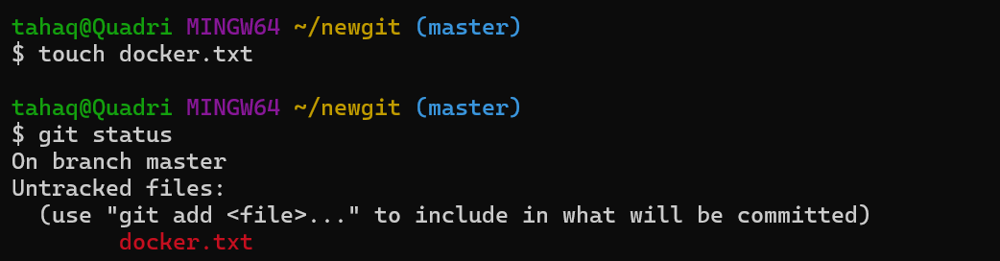 tahaq@Quadri MINGW64 ~/newgit (master)
$ touch docker.txt
tahaq@Quadri MINGW64 ~/newgit (master)
$ git status
On branch master
Untracked files:
  (use "git add <file>..." to include in what will be committed)
        docker.txt